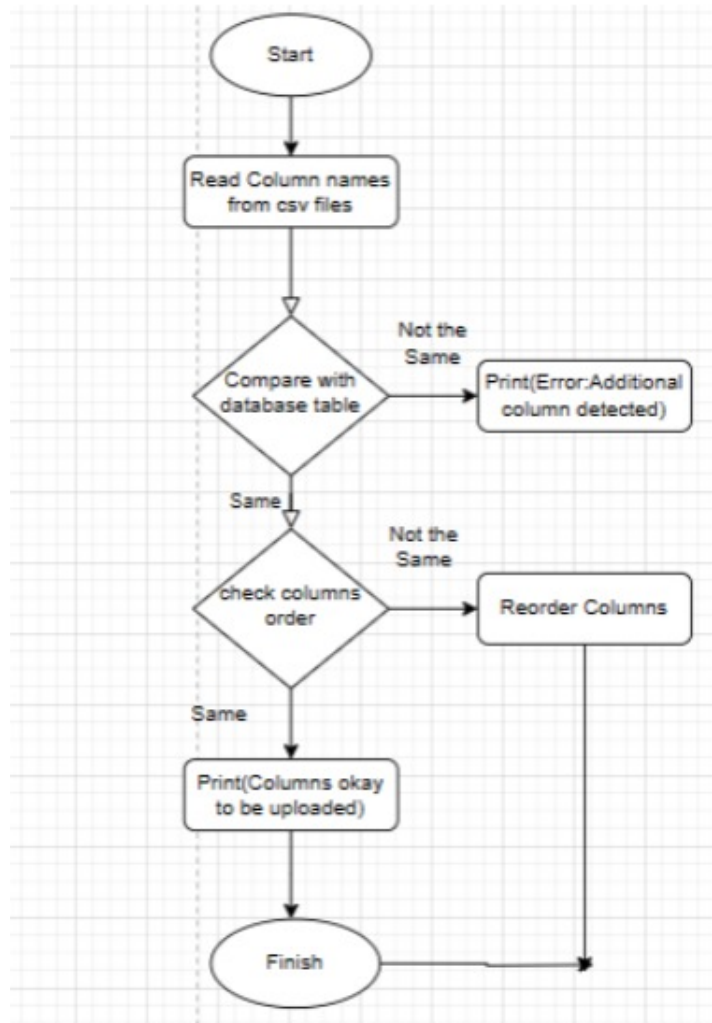 Start
Read Column names
from csv files
Not the
Same
Compare with
database table
Print(Error:Additional
column detected)
Same
Not the
Same
check columns
order
Reorder Columns
Same
Print(Columns okay
to be uploaded)
Finish